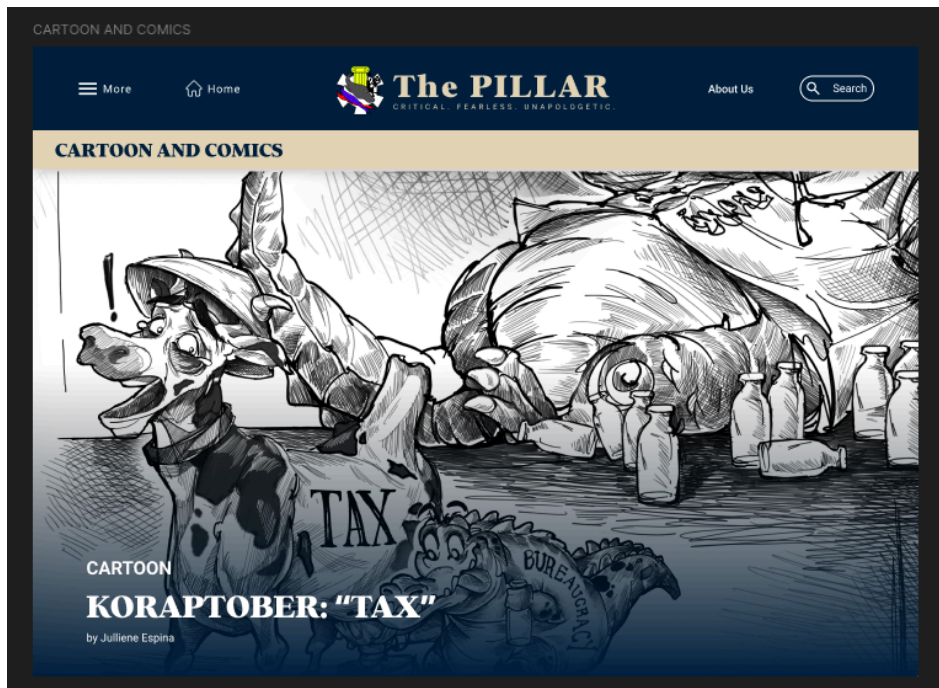 CARTOON AND COMICS
More
Home
The PILLAR
CRITICAL. FEARLESS. UNAPOLOGETIC.
About Us
Search
CARTOON AND COMICS
!
TAX
BUREAUCRACY
CARTOON
KORAPTOBER: “TAX”
by Julliene Espina